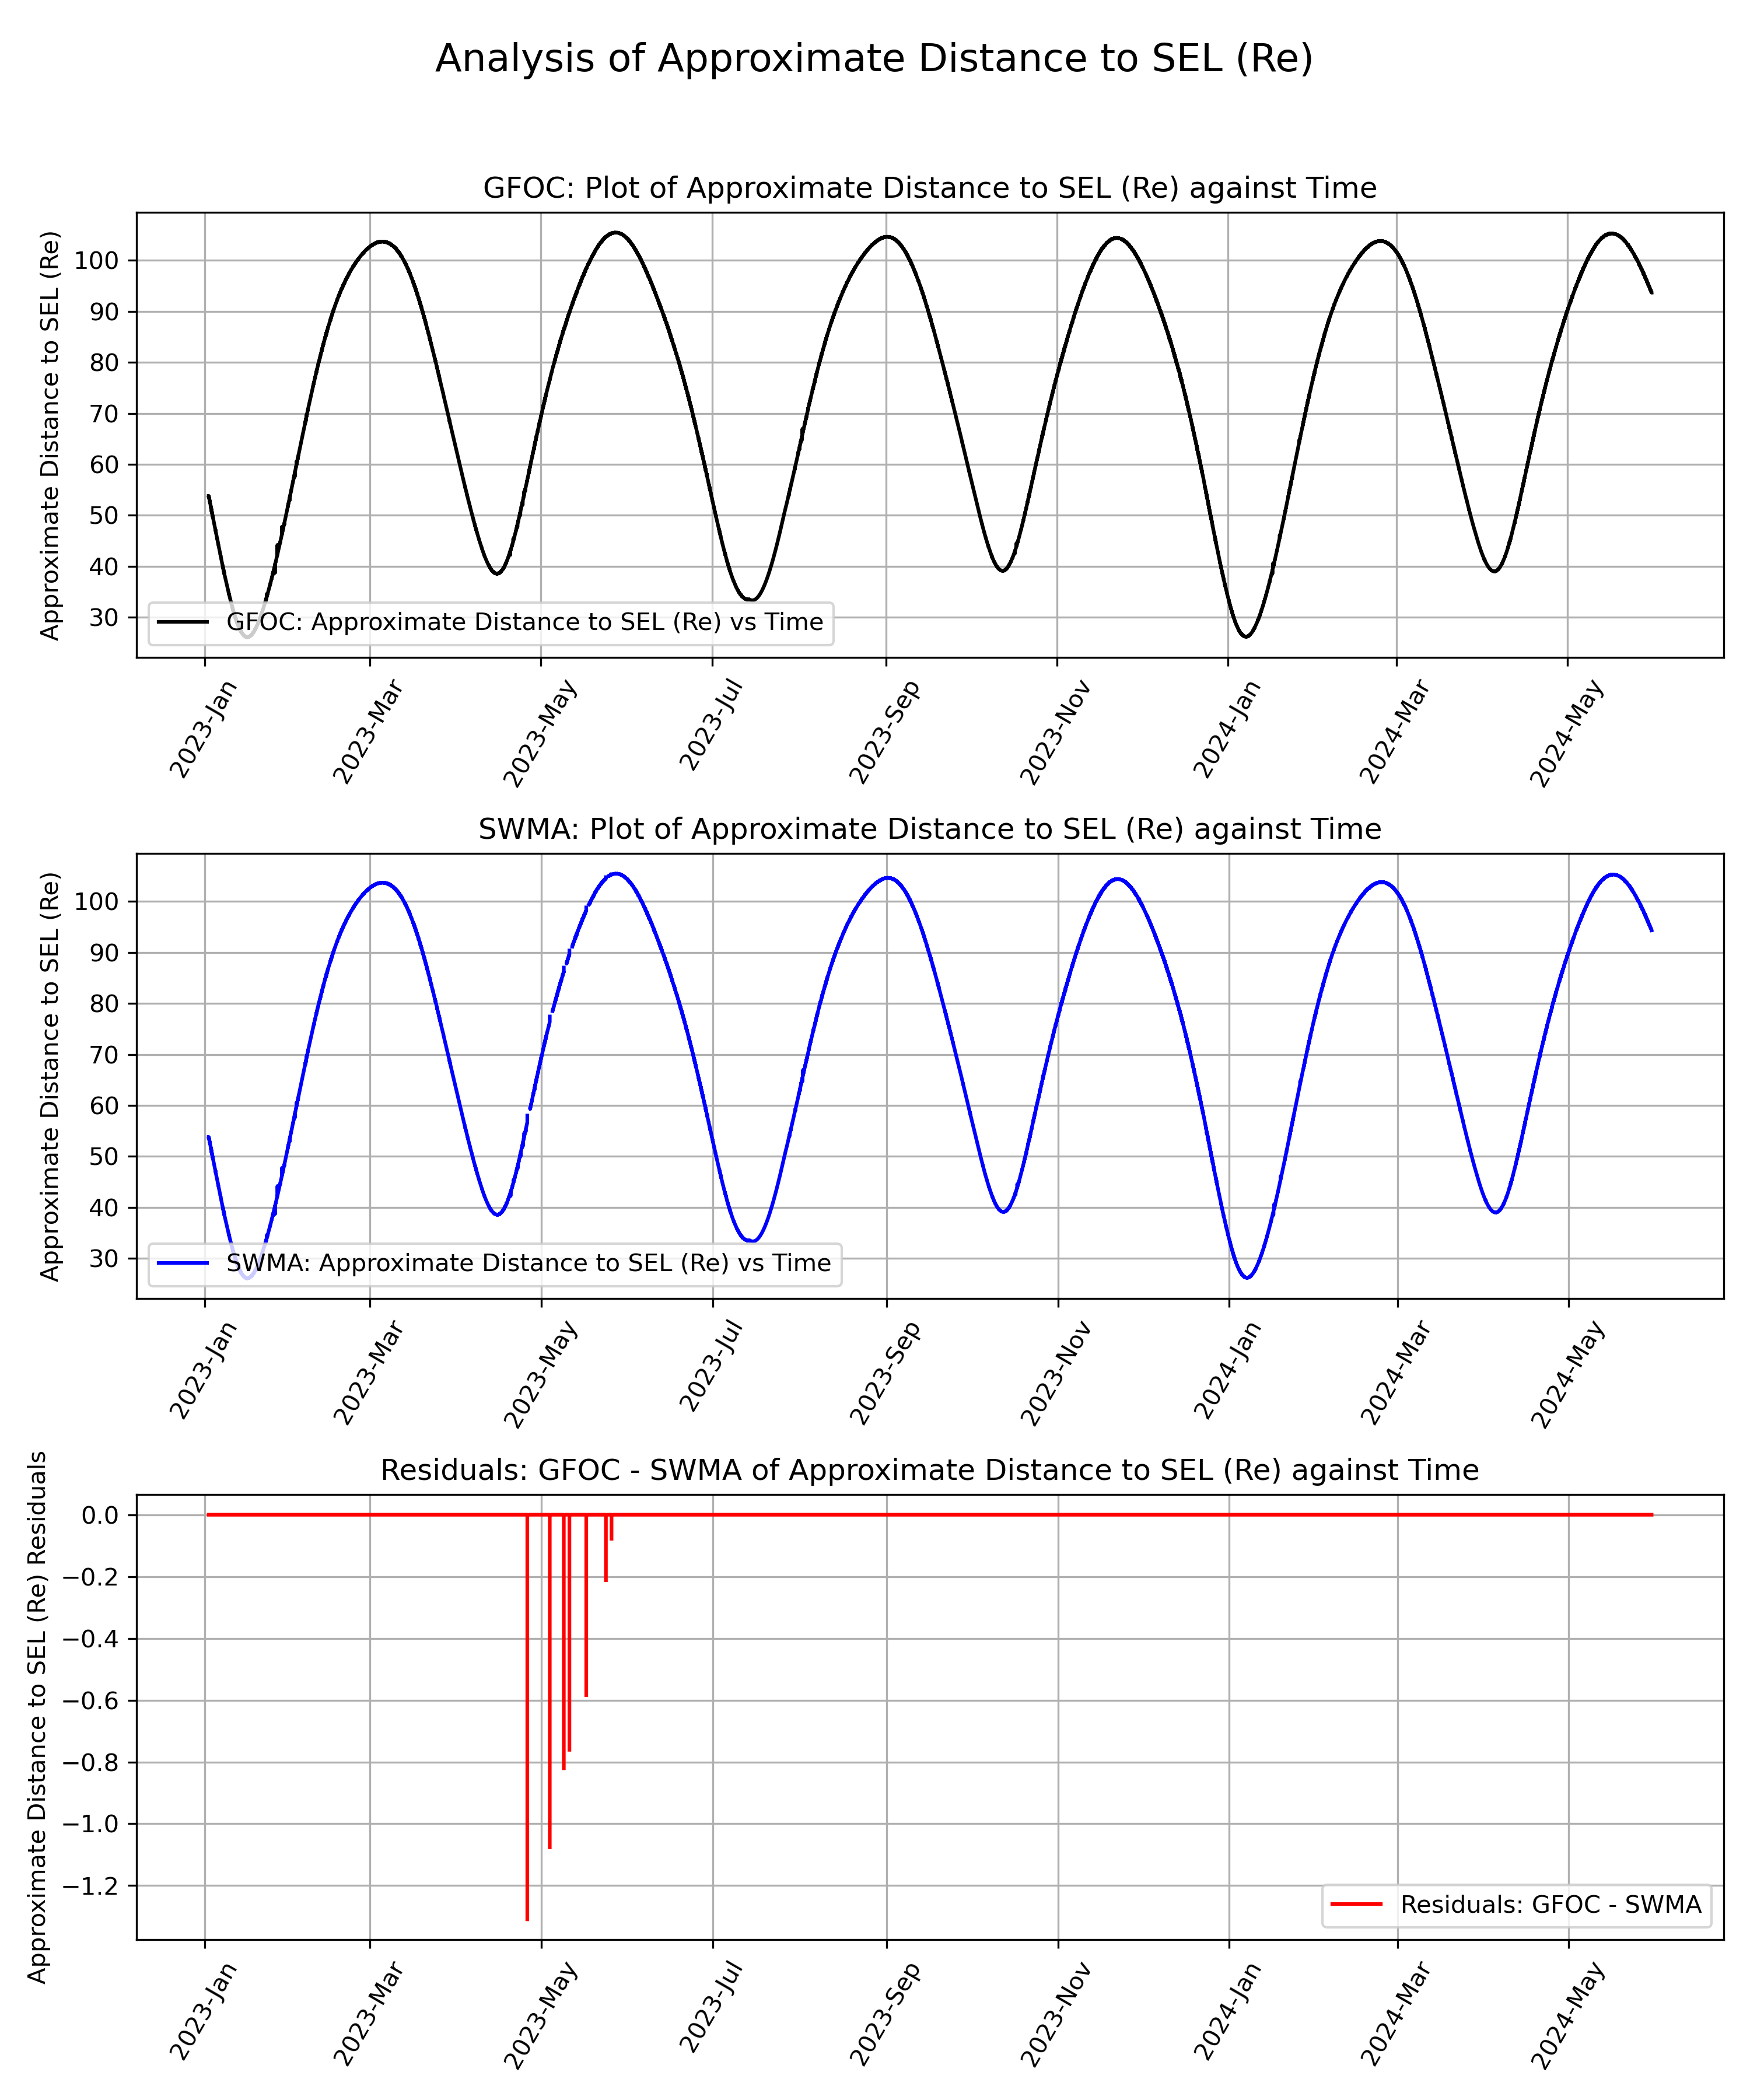 Analysis of Approximate Distance to SEL (Re)
GFOC: Plot of Approximate Distance to SEL (Re) against Time
Approximate Distance to SEL (Re)
100
90
80
70
60
50
40
30
GFOC: Approximate Distance to SEL (Re) vs Time
2023-Jan
2023-Mar
2023-May
2023-Jul
2023-Sep
2023-Nov
2024-Jan
2024-Mar
2024-May
SWMA: Plot of Approximate Distance to SEL (Re) against Time
Approximate Distance to SEL (Re)
100
90
80
70
60
50
40
30
SWMA: Approximate Distance to SEL (Re) vs Time
2023-Jan
2023-Mar
2023-May
2023-Jul
2023-Sep
2023-Nov
2024-Jan
2024-Mar
2024-May
Residuals: GFOC - SWMA of Approximate Distance to SEL (Re) against Time
Approximate Distance to SEL (Re) Residuals
0.0
−0.2
−0.4
−0.6
−0.8
−1.0
−1.2
Residuals: GFOC - SWMA
2023-Jan
2023-Mar
2023-May
2023-Jul
2023-Sep
2023-Nov
2024-Jan
2024-Mar
2024-May